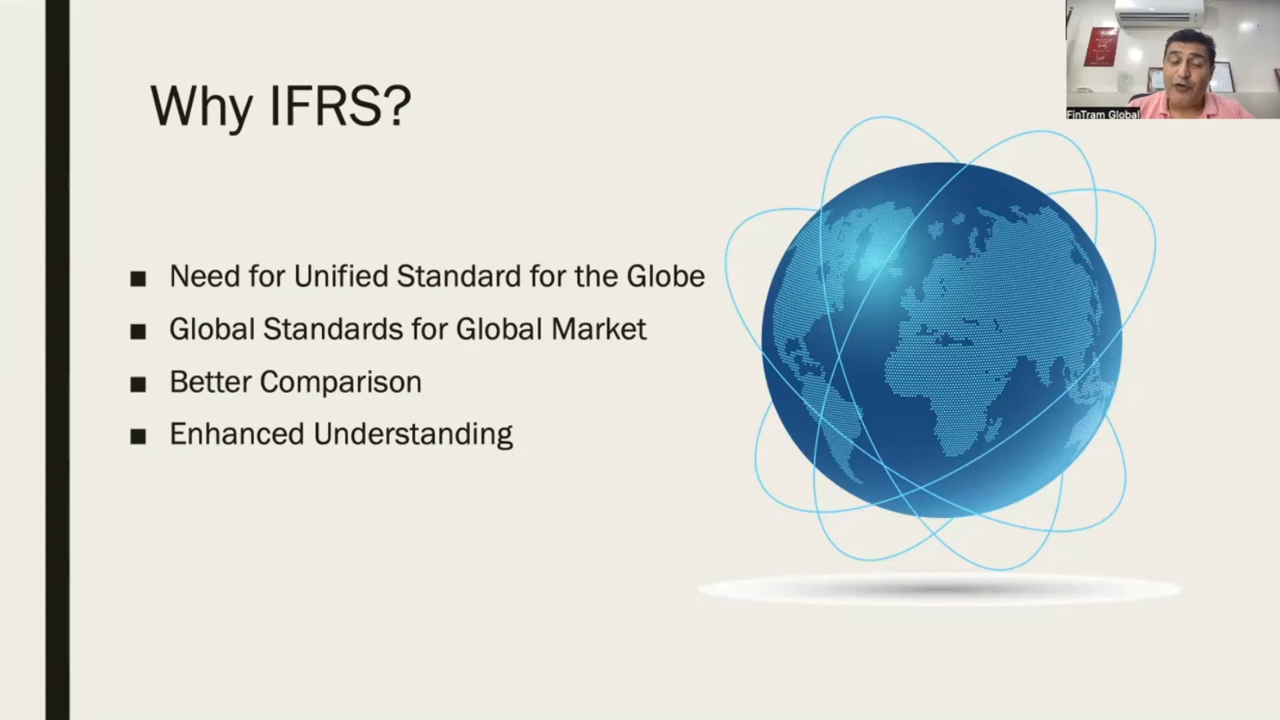 Why IFRS?
Need for Unified Standard for the Globe
Global Standards for Global Market
Better Comparison
Enhanced Understanding
FinTram Global